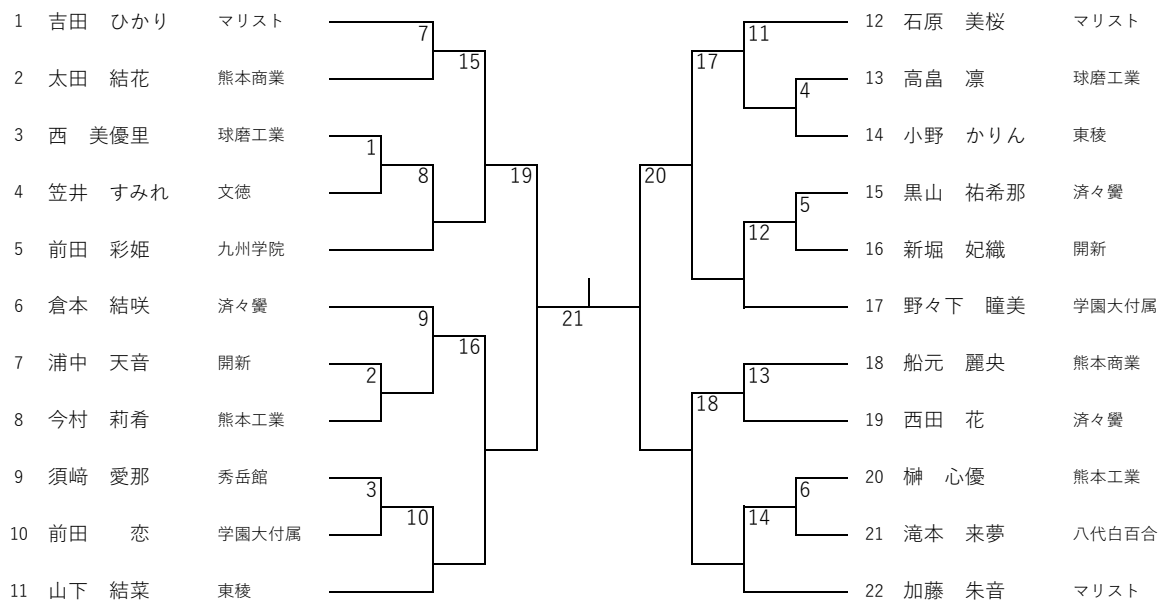 1 吉田　ひかり マリスト
2 太田　結花 熊本商業
3 西　美優里 球磨工業
4 笠井　すみれ 文徳
5 前田　彩姫 九州学院
6 倉本　結咲 済々黌
7 浦中　天音 開新
8 今村　莉肴 熊本工業
9 須﨑　愛那 秀岳館
10 前田　　恋 学園大付属
11 山下　結菜 東稜
7
15
1
8
19
9
16
2
3
10
21
11
17
4
20
5
12
13
18
6
14
12 石原　美桜 マリスト
13 高畠　凛 球磨工業
14 小野　かりん 東稜
15 黒山　祐希那 済々黌
16 新堀　妃織 開新
17 野々下　瞳美 学園大付属
18 船元　麗央 熊本商業
19 西田　花 済々黌
20 榊　心優 熊本工業
21 滝本　来夢 八代白百合
22 加藤　朱音 マリスト